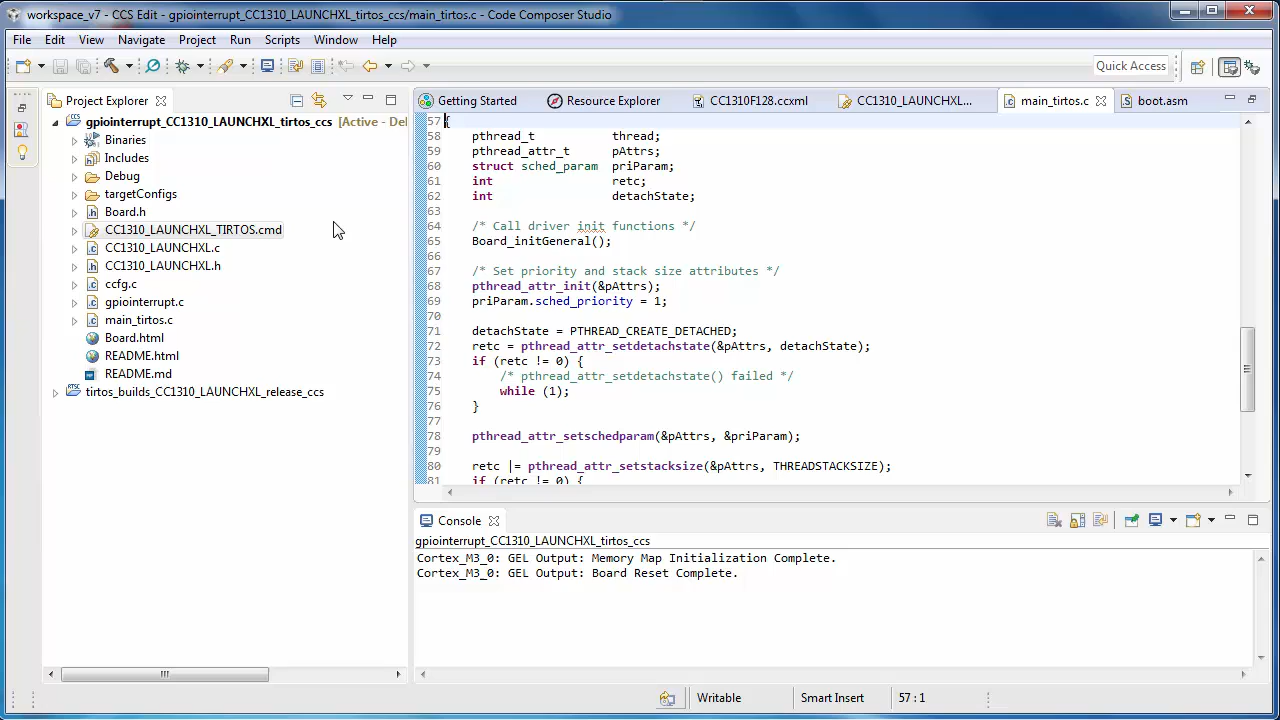 workspace_v7 - CCS Edit - gpiointerrupt_CC1310_LAUNCHXL_tirtos_ccs/main_tirtos.c - Code Composer Studio
File Edit View Navigate Project Run Scripts Window Help
Quick Access
Project Explorer
gpiointerrupt_CC1310_LAUNCHXL_tirtos_ccs [Active - Del
Binaries
Includes
Debug
targetConfigs
Board.h
CC1310_LAUNCHXL_TIRTOS.cmd
CC1310_LAUNCHXL.c
CC1310_LAUNCHXL.h
ccfg.c
gpiointerrupt.c
main_tirtos.c
Board.html
README.html
README.md
tirtos_builds_CC1310_LAUNCHXL_release_ccs
Getting Started Resource Explorer CC1310F128.ccxml CC1310_LAUNCHXL... main_tirtos.c boot.asm
57 {
58 pthread_t thread;
59 pthread_attr_t pAttrs;
60 struct sched_param priParam;
61 int retc;
62 int detachState;
63
64 /* Call driver init functions */
65 Board_initGeneral();
66
67 /* Set priority and stack size attributes */
68 pthread_attr_init(&pAttrs);
69 priParam.sched_priority = 1;
70
71 detachState = PTHREAD_CREATE_DETACHED;
72 retc = pthread_attr_setdetachstate(&pAttrs, detachState);
73 if (retc != 0) {
74 /* pthread_attr_setdetachstate() failed */
75 while (1);
76 }
77
78 pthread_attr_setschedparam(&pAttrs, &priParam);
79
80 retc |= pthread_attr_setstacksize(&pAttrs, THREADSTACKSIZE);
81 if (retc != 0) {
Console
gpiointerrupt_CC1310_LAUNCHXL_tirtos_ccs
Cortex_M3_0: GEL Output: Memory Map Initialization Complete.
Cortex_M3_0: GEL Output: Board Reset Complete.
Writable Smart Insert 57 : 1